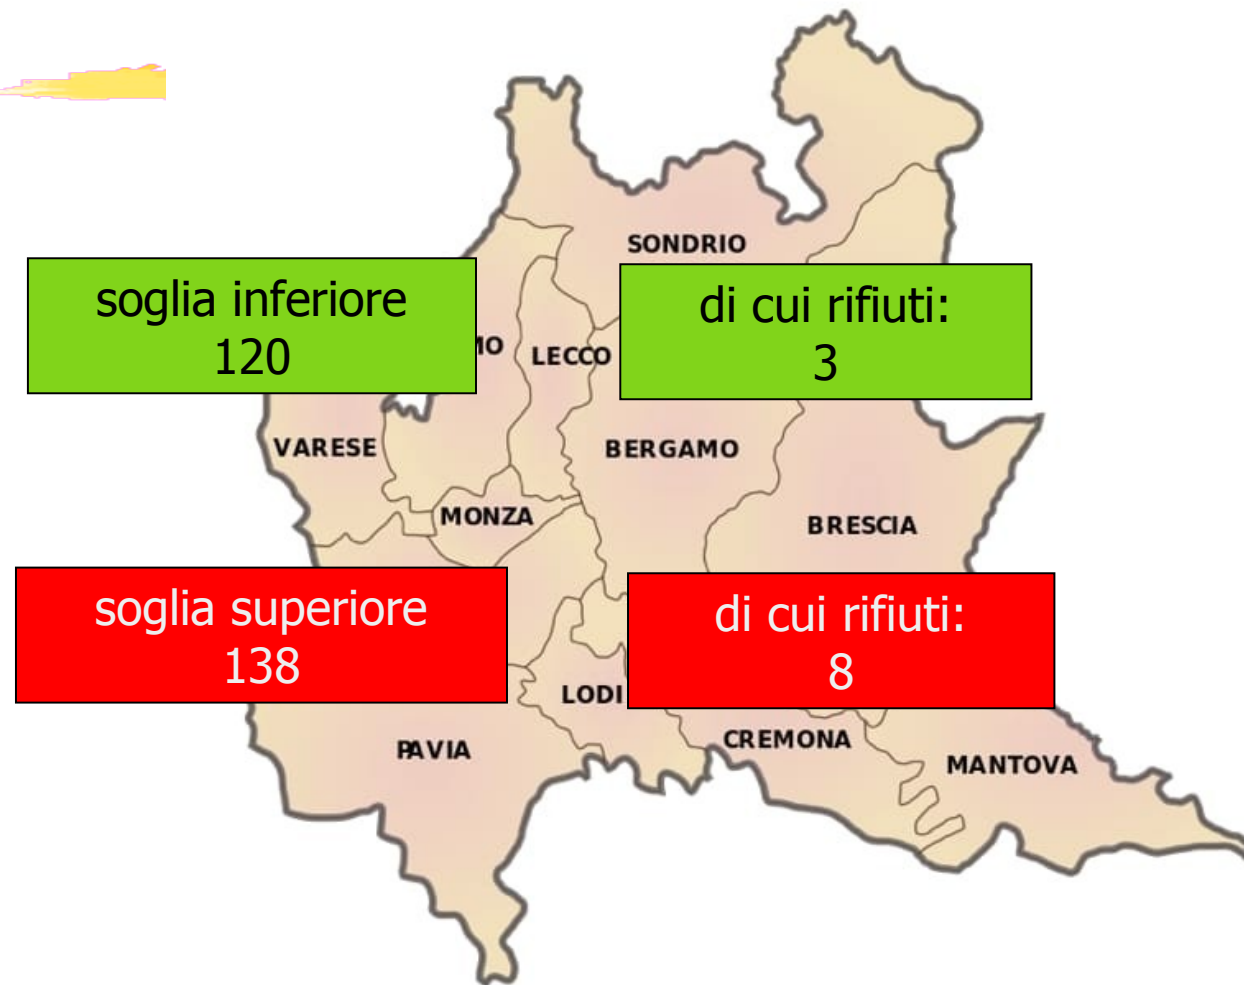 SONDRIO
soglia inferiore
120
di cui rifiuti:
3
MO
LECCO
VARESE
BERGAMO
MONZA
BRESCIA
soglia superiore
138
di cui rifiuti:
8
LODI
PAVIA
CREMONA
MANTOVA